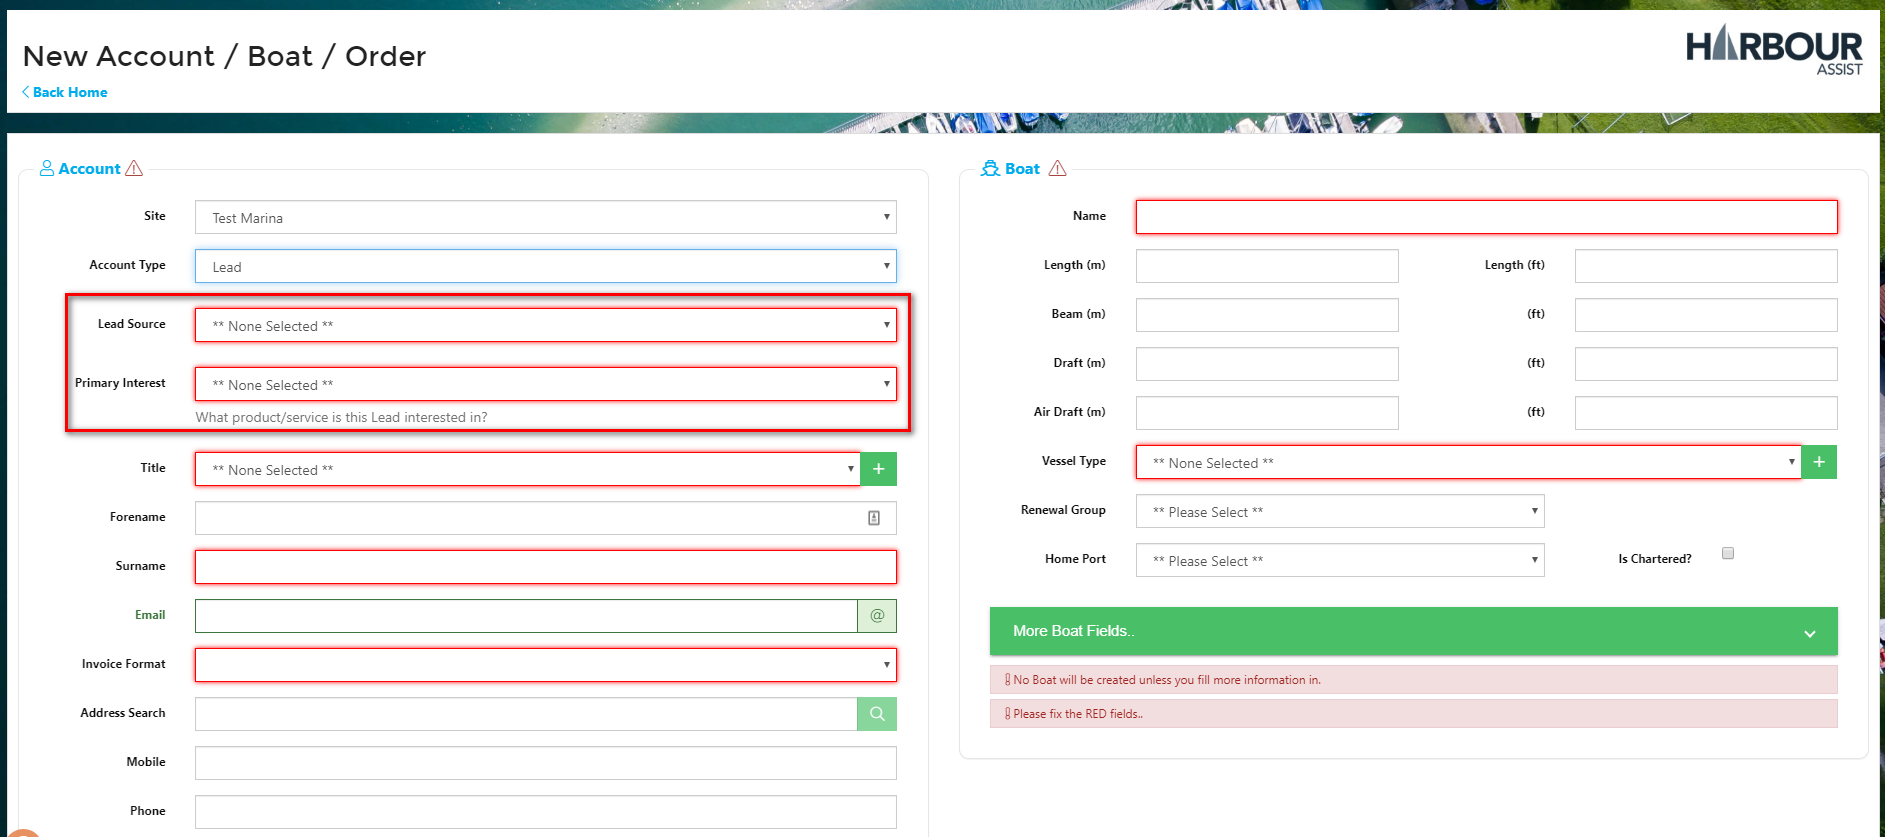 New Account / Boat / Order
HARBOUR
ASSIST
Back Home
Account
Site
Test Marina
Account Type
Lead
Lead Source
** None Selected **
Primary Interest
** None Selected **
What product/service is this Lead interested in?
Title
** None Selected **
+
Forename
Surname
Email
@
Invoice Format
Address Search
Mobile
Phone
Boat
Name
Length (m)
Length (ft)
Beam (m)
(ft)
Draft (m)
(ft)
Air Draft (m)
(ft)
Vessel Type
** None Selected **
+
Renewal Group
** Please Select **
Home Port
** Please Select **
Is Chartered?
More Boat Fields..
No Boat will be created unless you fill more information in.
Please fix the RED fields..